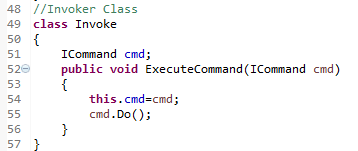 48 //Invoker Class
49 class Invoke
50 {
51     ICommand cmd;
52     public void ExecuteCommand(ICommand cmd)
53     {
54         this.cmd=cmd;
55         cmd.Do();
56     }
57 }